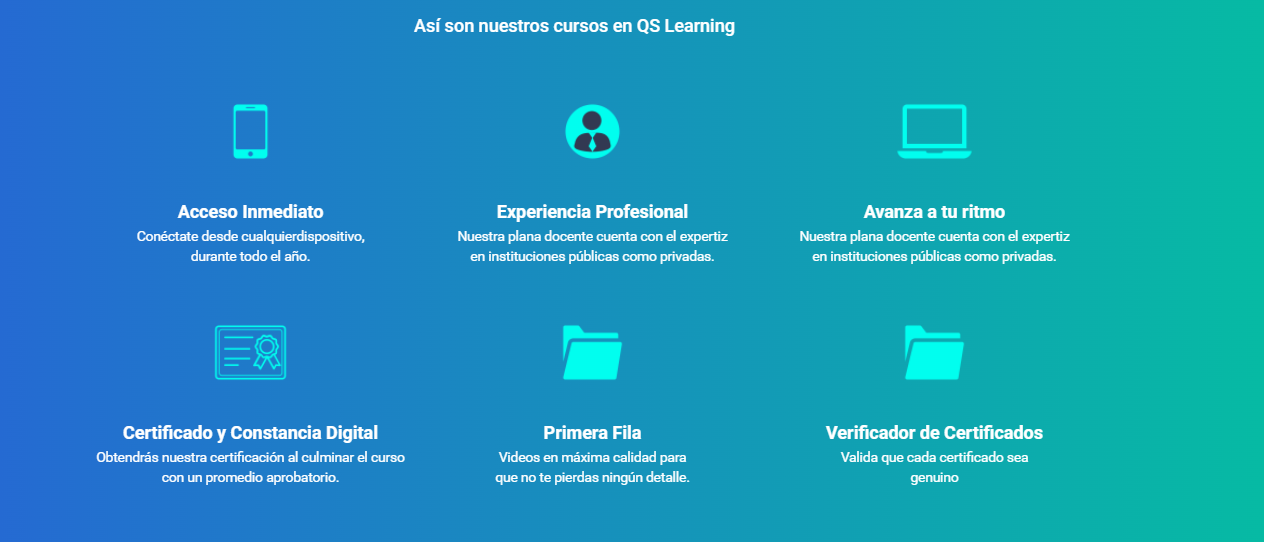 Así son nuestros cursos en QS Learning
Acceso Inmediato
Conéctate desde cualquierdispositivo,
durante todo el año.
Experiencia Profesional
Nuestra plana docente cuenta con el expertiz
en instituciones públicas como privadas.
Avanza a tu ritmo
Nuestra plana docente cuenta con el expertiz
en instituciones públicas como privadas.
Certificado y Constancia Digital
Obtendrás nuestra certificación al culminar el curso
con un promedio aprobatorio.
Primera Fila
Videos en máxima calidad para
que no te pierdas ningún detalle.
Verificador de Certificados
Valida que cada certificado sea
genuino